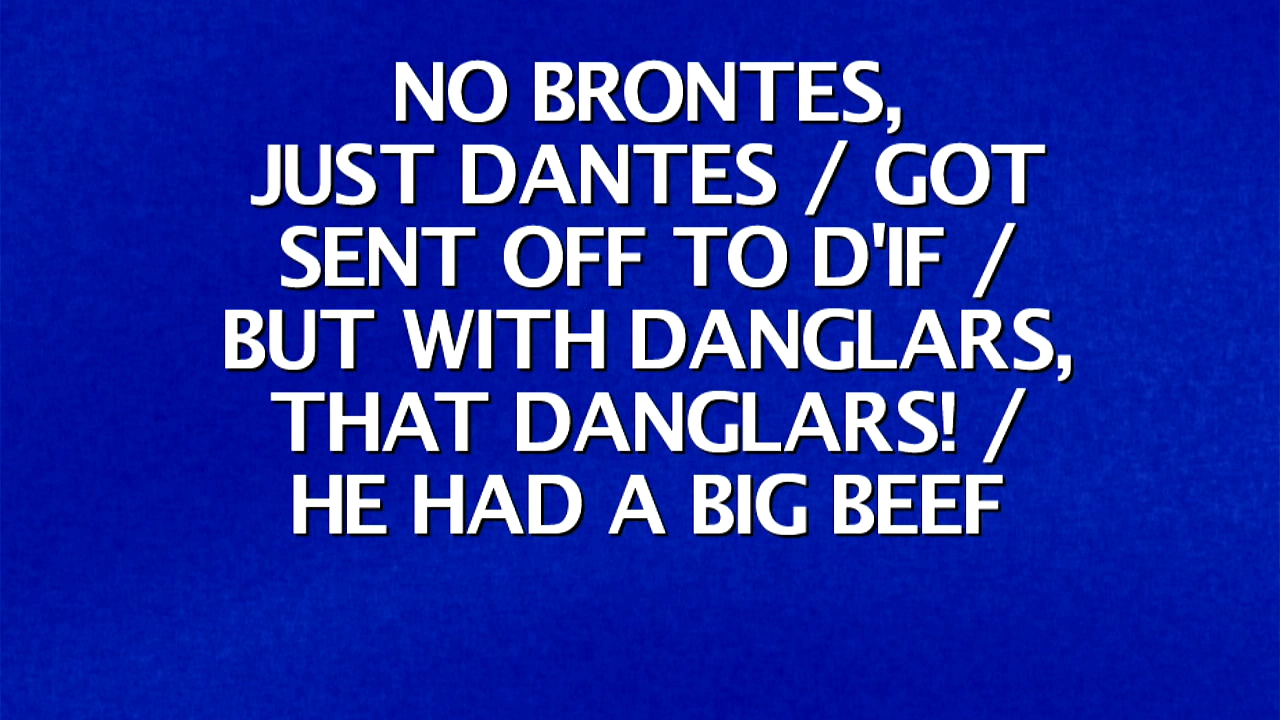 NO BRONTES,
JUST DANTES / GOT
SENT OFF TO D'IF /
BUT WITH DANGLARS,
THAT DANGLARS! /
HE HAD A BIG BEEF